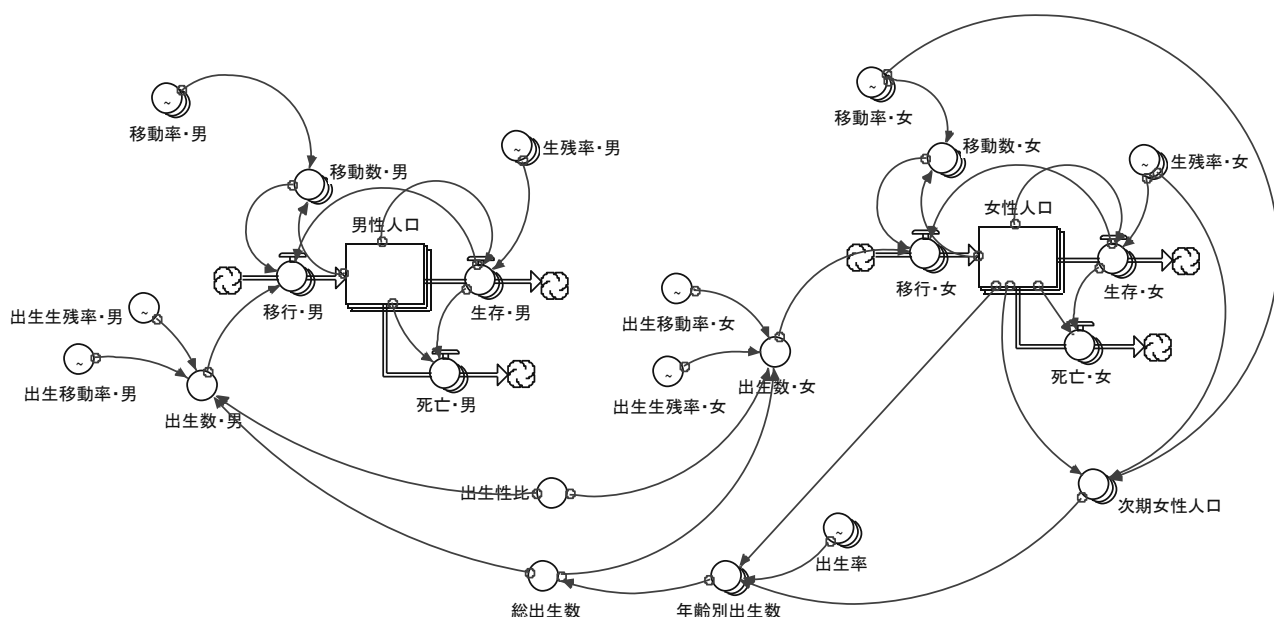 移動率・男
移動率・女
生残率・男
移動数・女
移動数・男
生残率・女
男性人口
女性人口
移行・男
生存・男
移行・女
生存・女
出生生残率・男
出生移動率・女
出生移動率・男
死亡・男
出生数・女
死亡・女
出生生残率・女
出生数・男
出生性比
次期女性人口
出生率
総出生数
年齢別出生数